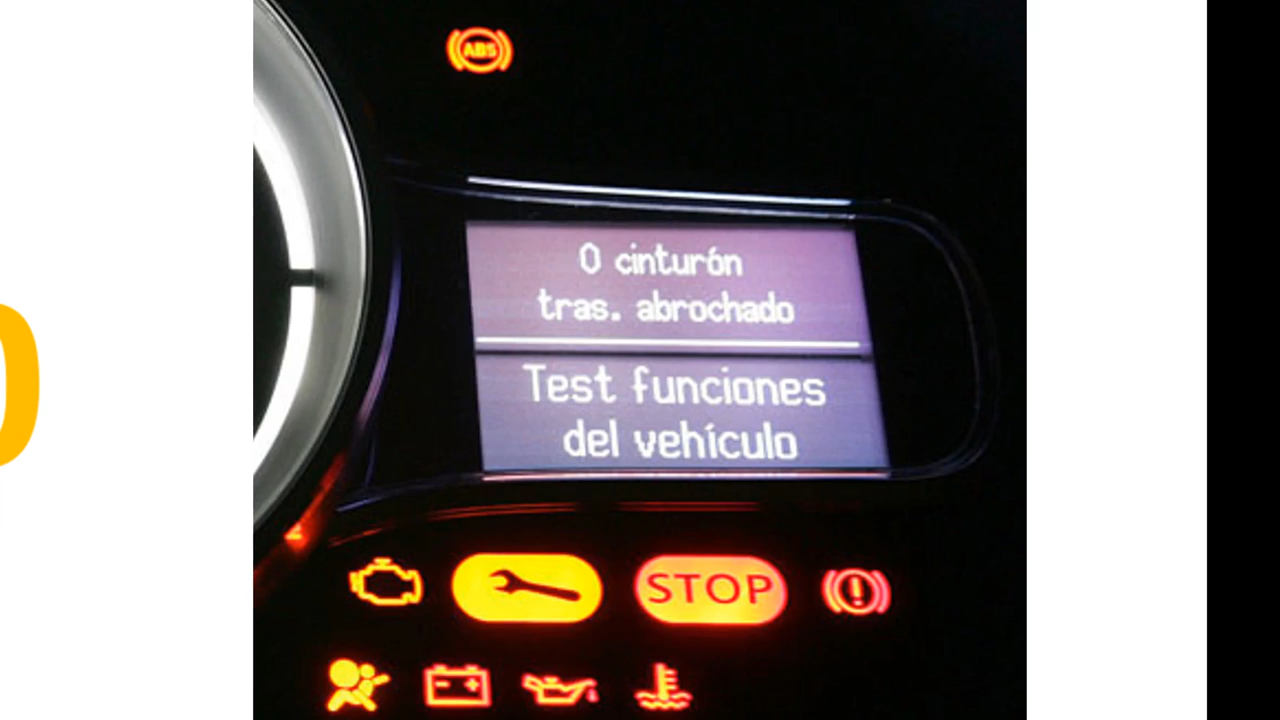 ABS
0 cinturón
tras. abrochado
Test funciones
del vehículo
STOP